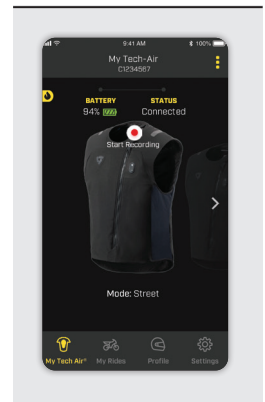 9:41 AM
100%
My Tech-Air
C1234567
BATTERY STATUS
94% Connected
Start Recording
Mode: Street
My Tech Air® My Rides Profile Settings